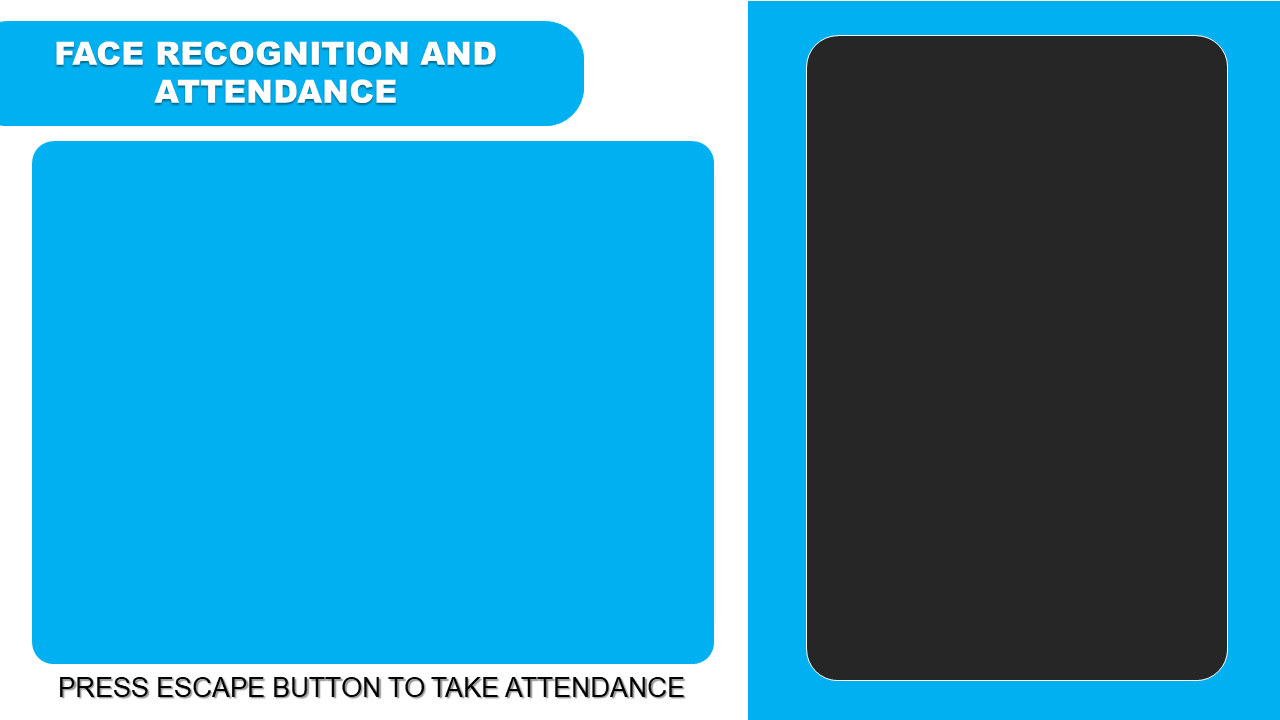 FACE RECOGNITION AND
ATTENDANCE
PRESS ESCAPE BUTTON TO TAKE ATTENDANCE